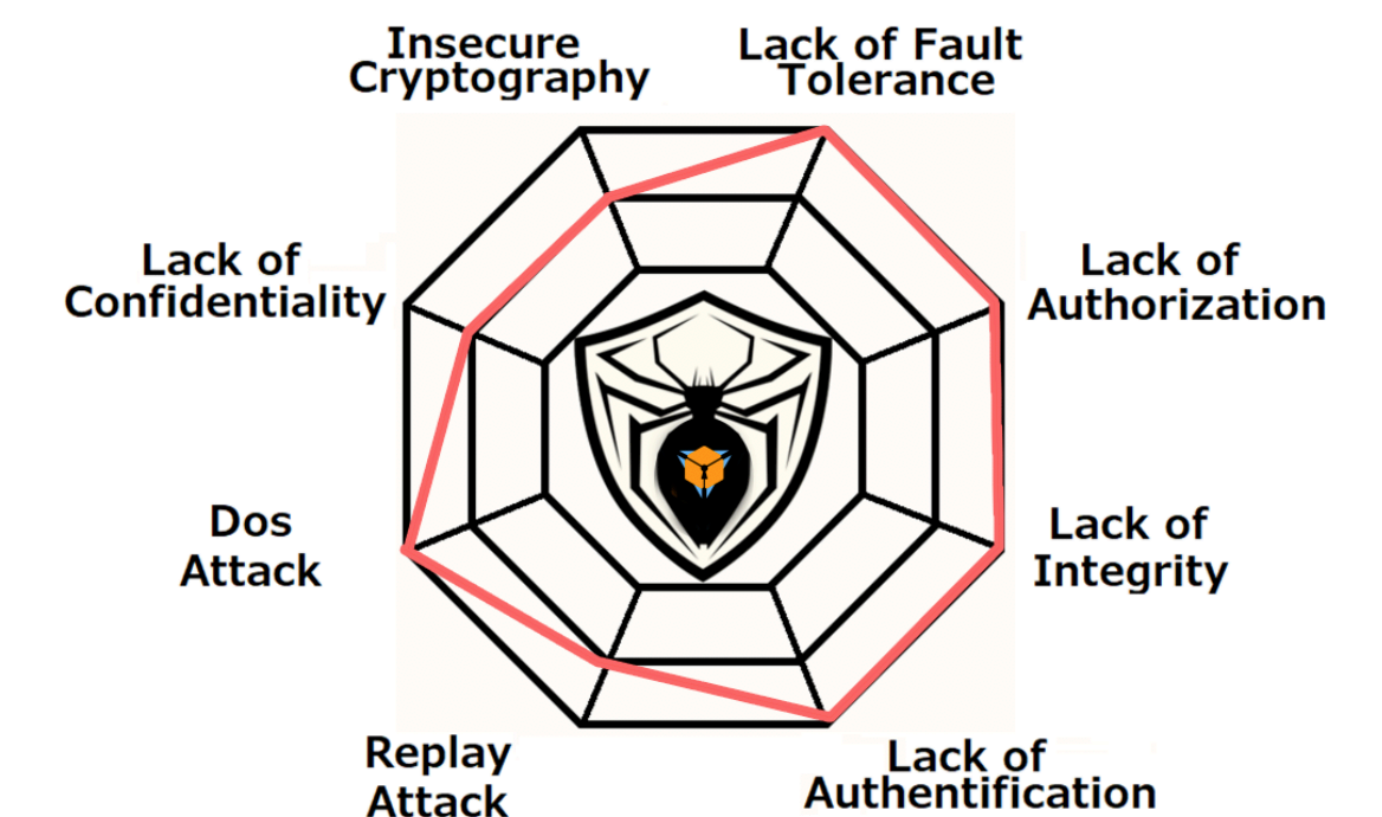 Insecure
Cryptography
Lack of Fault
Tolerance
Lack of
Confidentiality
Lack of
Authorization
Dos
Attack
Lack of
Integrity
Replay
Attack
Lack of
Authentification